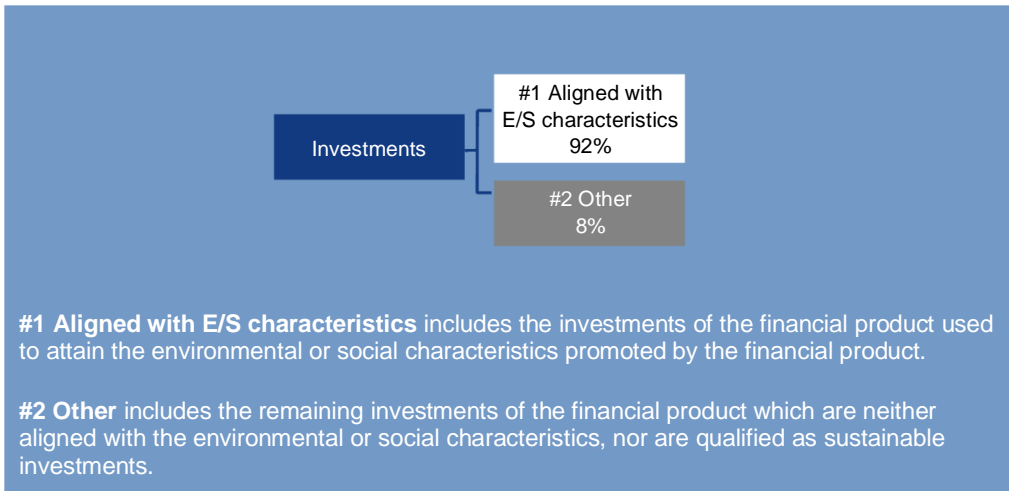 #1 Aligned with
E/S characteristics
92%
Investments
#2 Other
8%
#1 Aligned with E/S characteristics includes the investments of the financial product used
to attain the environmental or social characteristics promoted by the financial product.
#2 Other includes the remaining investments of the financial product which are neither
aligned with the environmental or social characteristics, nor are qualified as sustainable
investments.